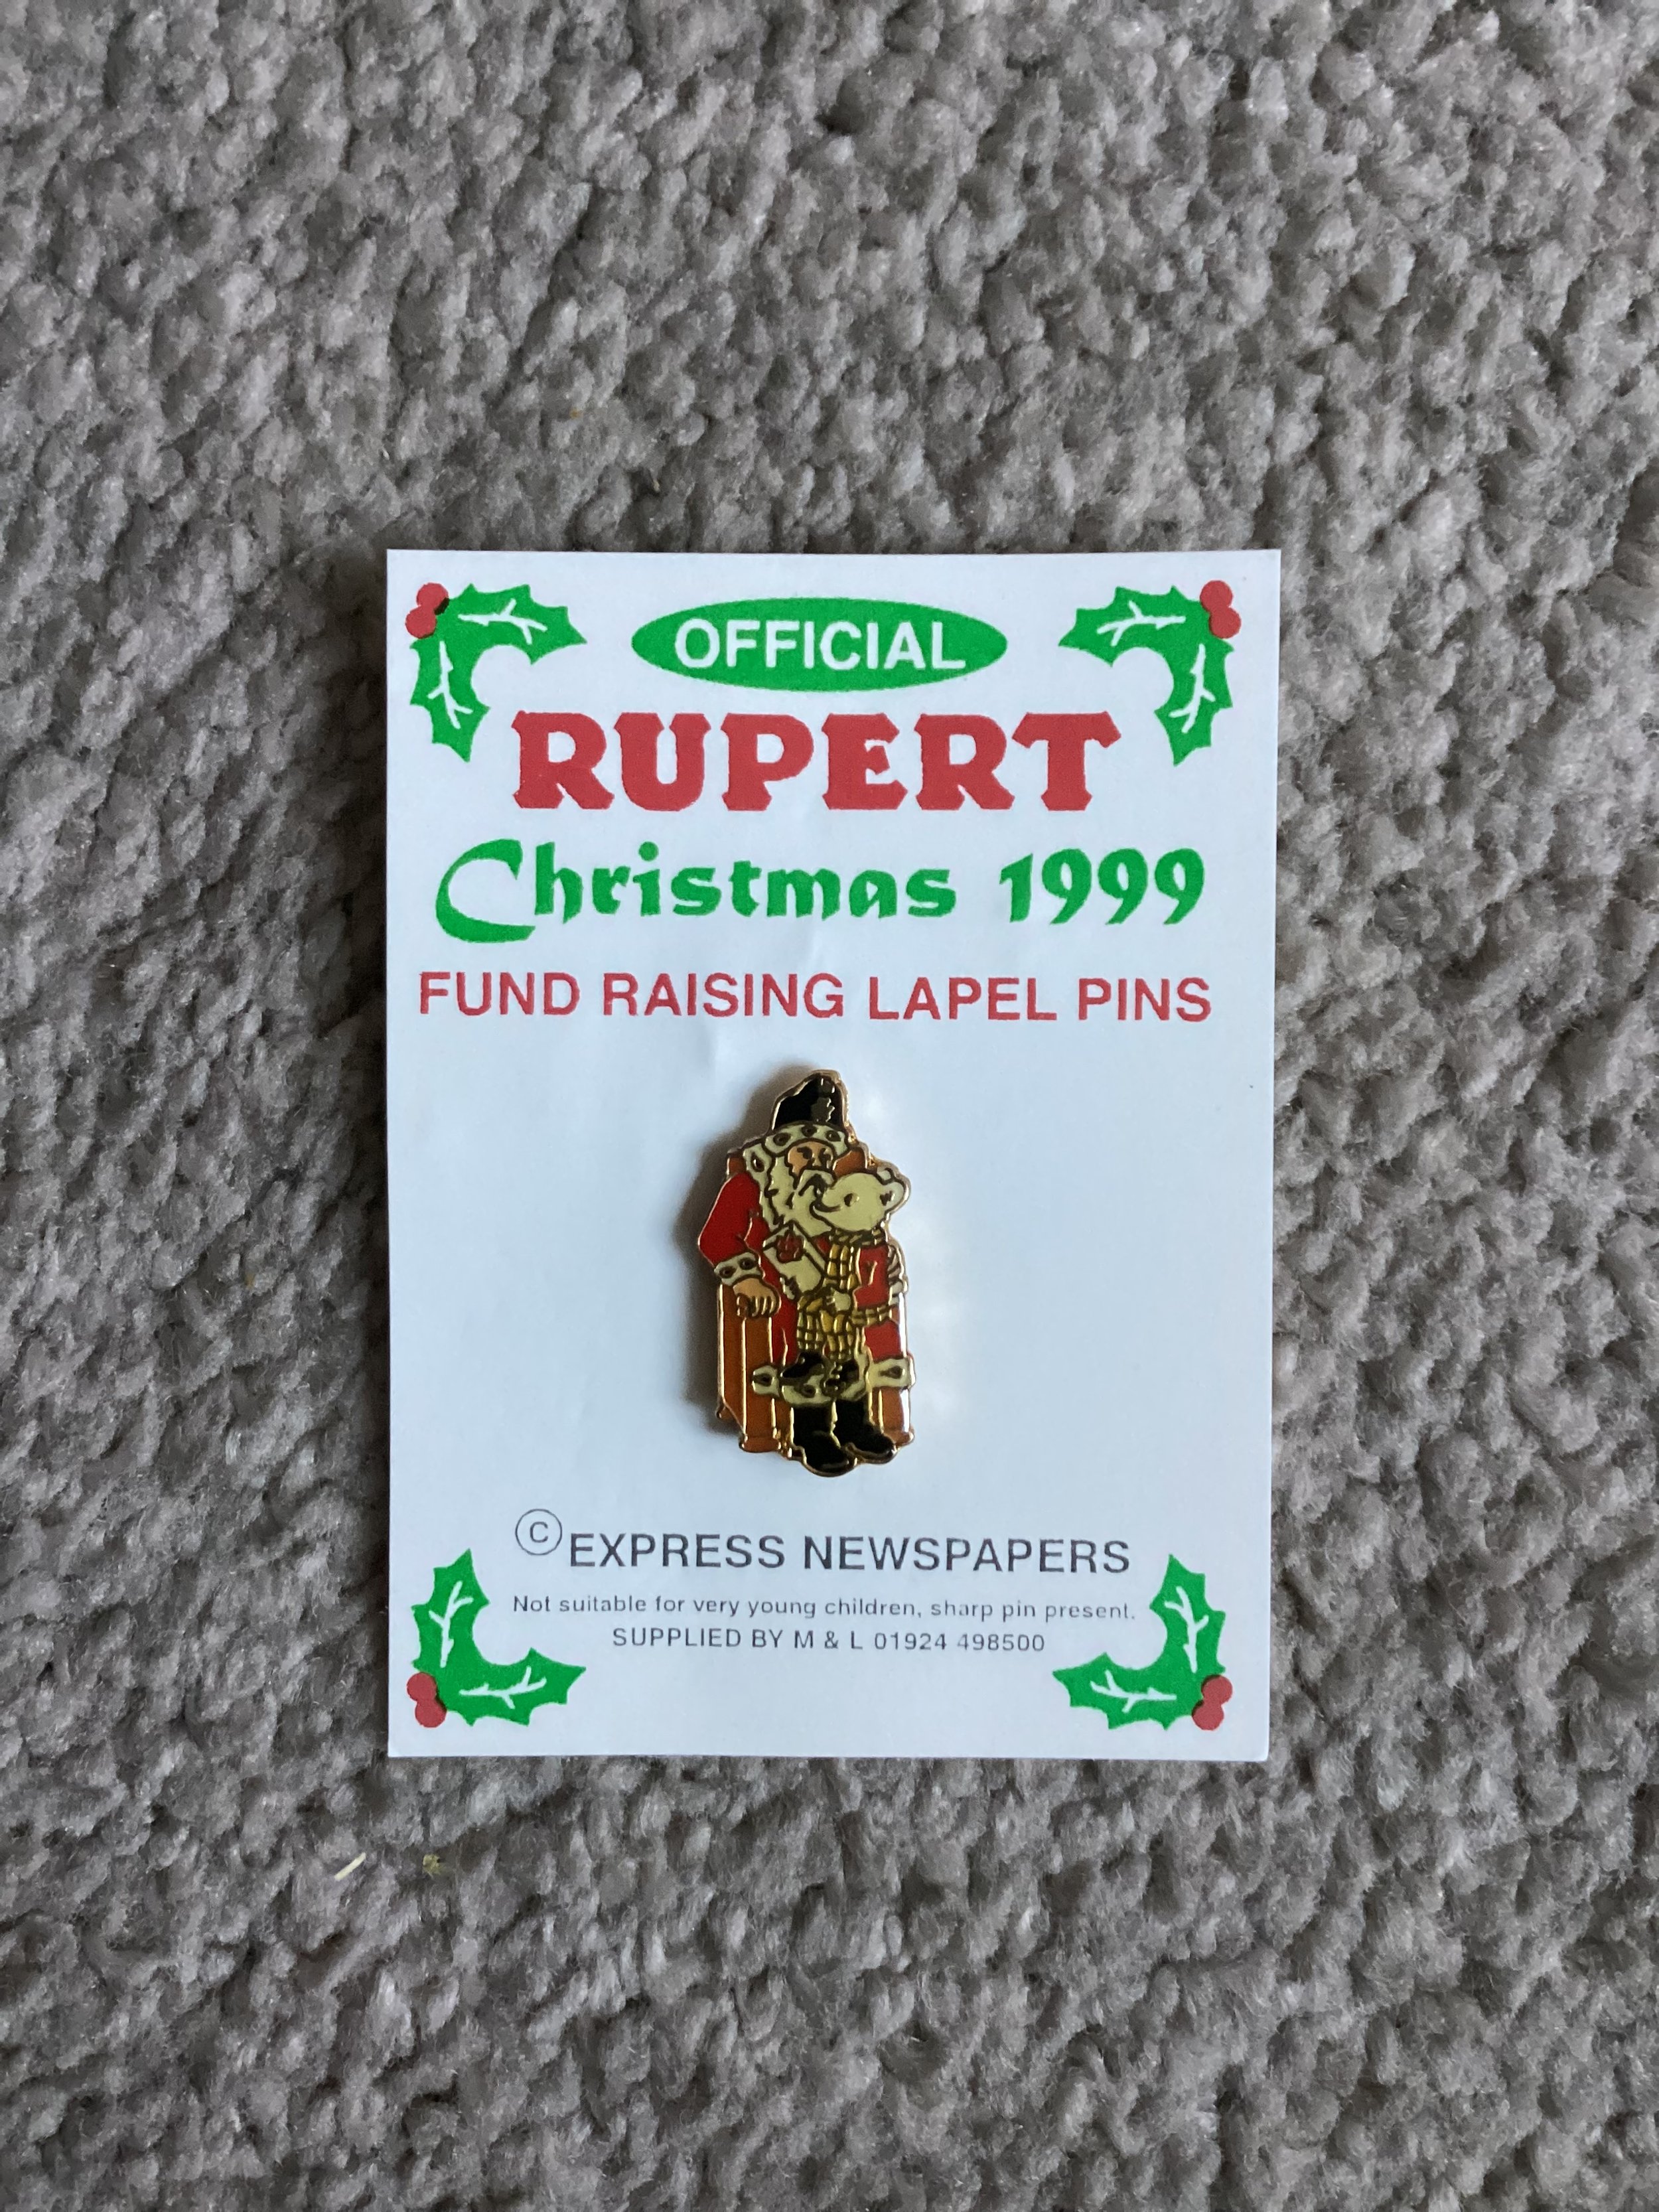 OFFICIAL
RUPERT
Christmas 1999
FUND RAISING LAPEL PINS
© EXPRESS NEWSPAPERS
Not suitable for very young children, sharp pin present.
SUPPLIED BY M & L 01924 498500